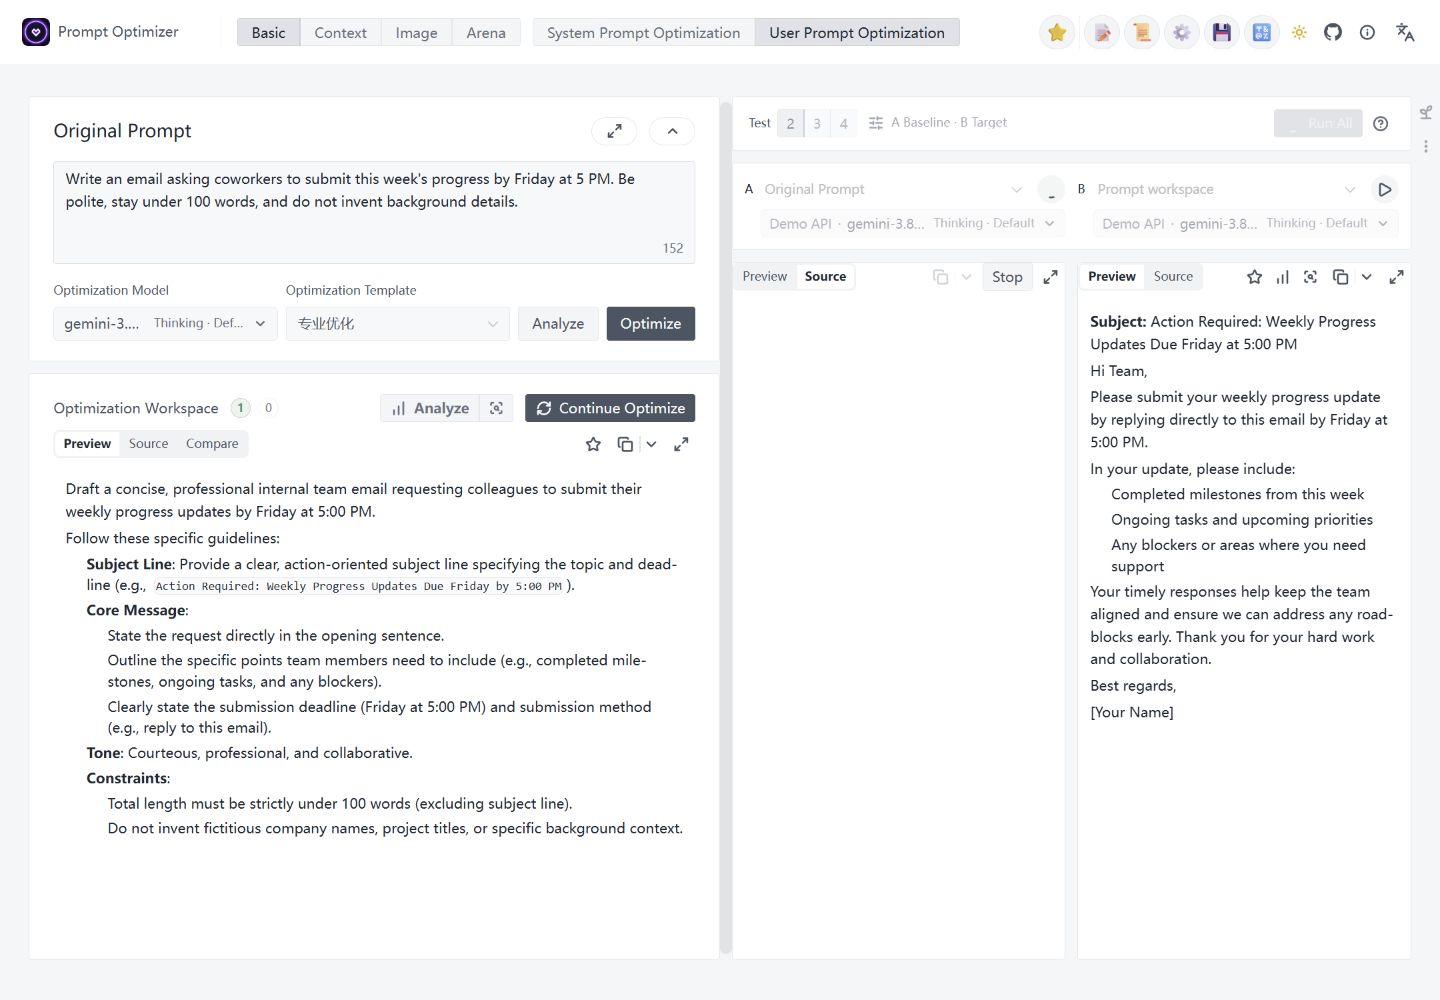 Prompt Optimizer
Basic
Context
Image
Arena
System Prompt Optimization
User Prompt Optimization
Original Prompt
Write an email asking coworkers to submit this week's progress by Friday at 5 PM. Be
polite, stay under 100 words, and do not invent background details.
152
Optimization Model
Optimization Template
gemini-3.... Thinking · Def...
专业优化
Analyze
Optimize
Optimization Workspace 1 0
Analyze
Continue Optimize
Preview Source Compare
Draft a concise, professional internal team email requesting colleagues to submit their
weekly progress updates by Friday at 5:00 PM.
Follow these specific guidelines:
Subject Line: Provide a clear, action-oriented subject line specifying the topic and dead-
line (e.g., Action Required: Weekly Progress Updates Due Friday by 5:00 PM ).
Core Message:
State the request directly in the opening sentence.
Outline the specific points team members need to include (e.g., completed mile-
stones, ongoing tasks, and any blockers).
Clearly state the submission deadline (Friday at 5:00 PM) and submission method
(e.g., reply to this email).
Tone: Courteous, professional, and collaborative.
Constraints:
Total length must be strictly under 100 words (excluding subject line).
Do not invent fictitious company names, project titles, or specific background context.
Test 2 3 4 A Baseline · B Target
Run All
A Original Prompt
Demo API · gemini-3.8... Thinking · Default
B Prompt workspace
Demo API · gemini-3.8... Thinking · Default
Preview Source
Stop
Preview Source
Subject: Action Required: Weekly Progress
Updates Due Friday at 5:00 PM
Hi Team,
Please submit your weekly progress update
by replying directly to this email by Friday at
5:00 PM.
In your update, please include:
Completed milestones from this week
Ongoing tasks and upcoming priorities
Any blockers or areas where you need
support
Your timely responses help keep the team
aligned and ensure we can address any road-
blocks early. Thank you for your hard work
and collaboration.
Best regards,
[Your Name]